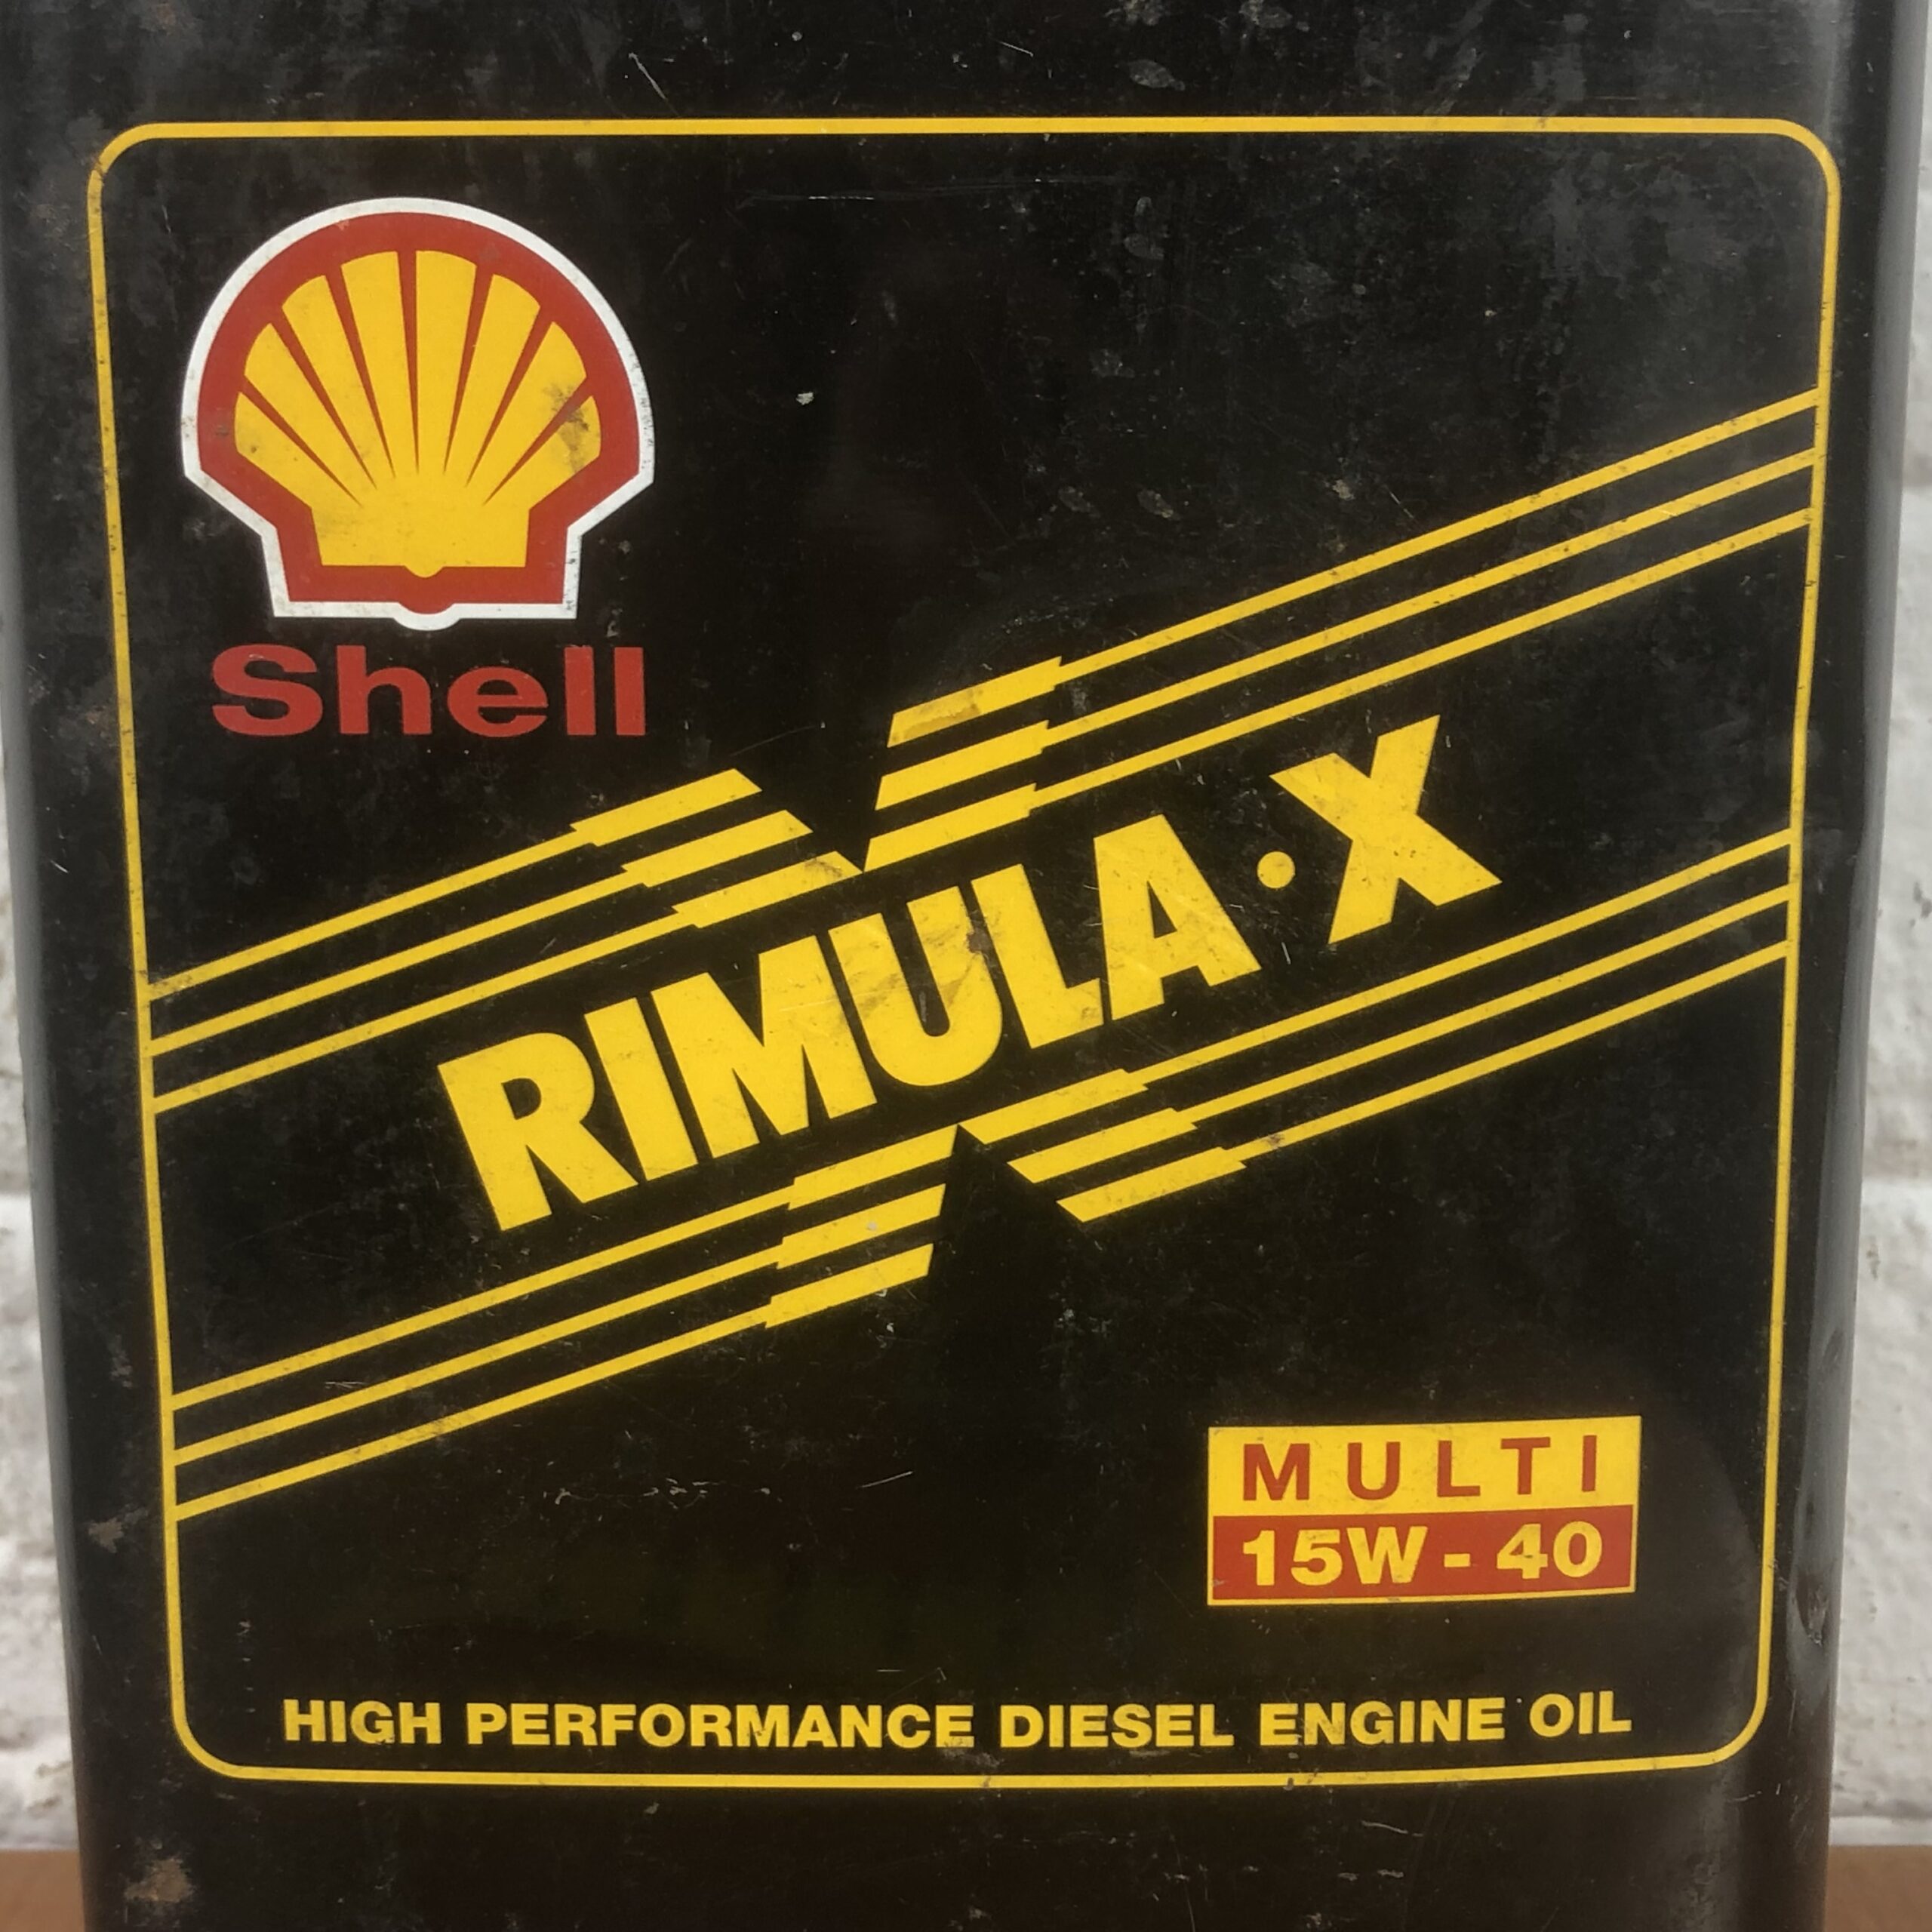 Shell
RIMULA·X
MULTI
15W-40
HIGH PERFORMANCE DIESEL ENGINE OIL